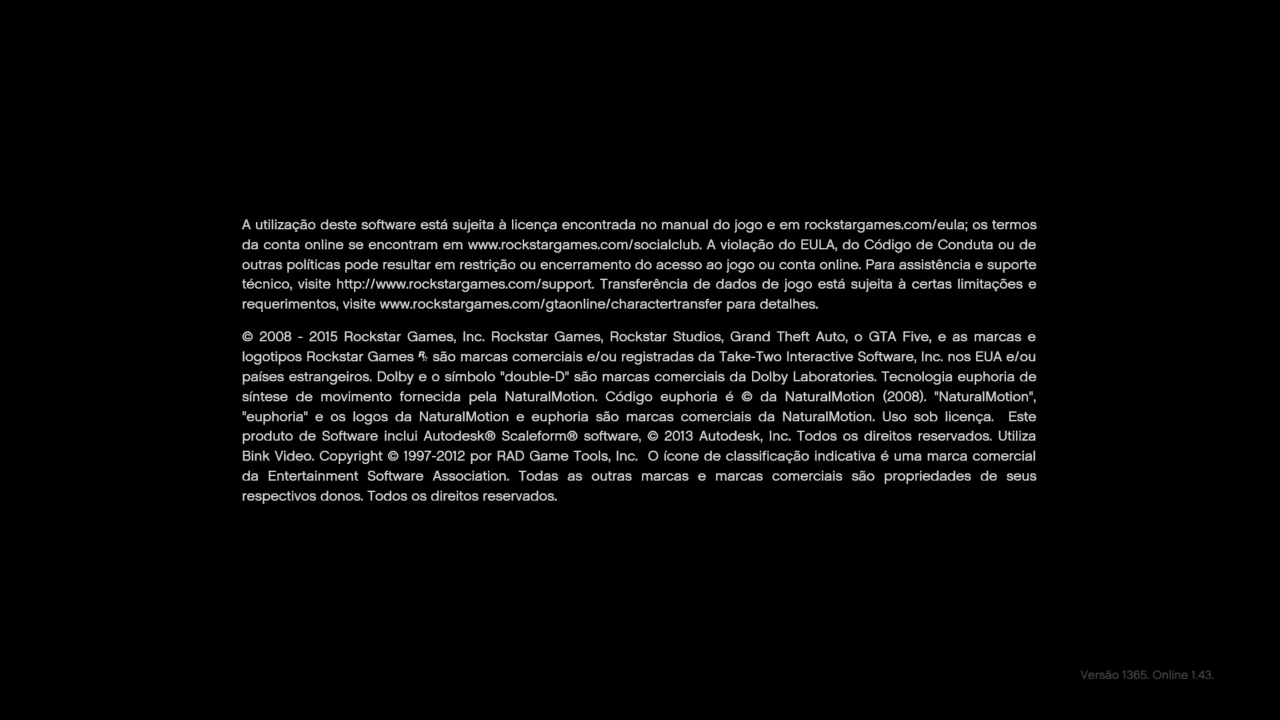 A utilização deste software está sujeita à licença encontrada no manual do jogo e em rockstargames.com/eula; os termos
da conta online se encontram em www.rockstargames.com/socialclub. A violação do EULA, do Código de Conduta ou de
outras políticas pode resultar em restrição ou encerramento do acesso ao jogo ou conta online. Para assistência e suporte
técnico, visite http://www.rockstargames.com/support. Transferência de dados de jogo está sujeita à certas limitações e
requerimentos, visite www.rockstargames.com/gtaonline/charactertransfer para detalhes.
© 2008 - 2015 Rockstar Games, Inc. Rockstar Games, Rockstar Studios, Grand Theft Auto, o GTA Five, e as marcas e
logotipos Rockstar Games R* são marcas comerciais e/ou registradas da Take-Two Interactive Software, Inc. nos EUA e/ou
países estrangeiros. Dolby e o símbolo "double-D" são marcas comerciais da Dolby Laboratories. Tecnologia euphoria de
síntese de movimento fornecida pela NaturalMotion. Código euphoria é © da NaturalMotion (2008). "NaturalMotion",
"euphoria" e os logos da NaturalMotion e euphoria são marcas comerciais da NaturalMotion. Uso sob licença. Este
produto de Software inclui Autodesk® Scaleform® software, © 2013 Autodesk, Inc. Todos os direitos reservados. Utiliza
Bink Video. Copyright © 1997-2012 por RAD Game Tools, Inc. O ícone de classificação indicativa é uma marca comercial
da Entertainment Software Association. Todas as outras marcas e marcas comerciais são propriedades de seus
respectivos donos. Todos os direitos reservados.
Versão 1365. Online 1.43.